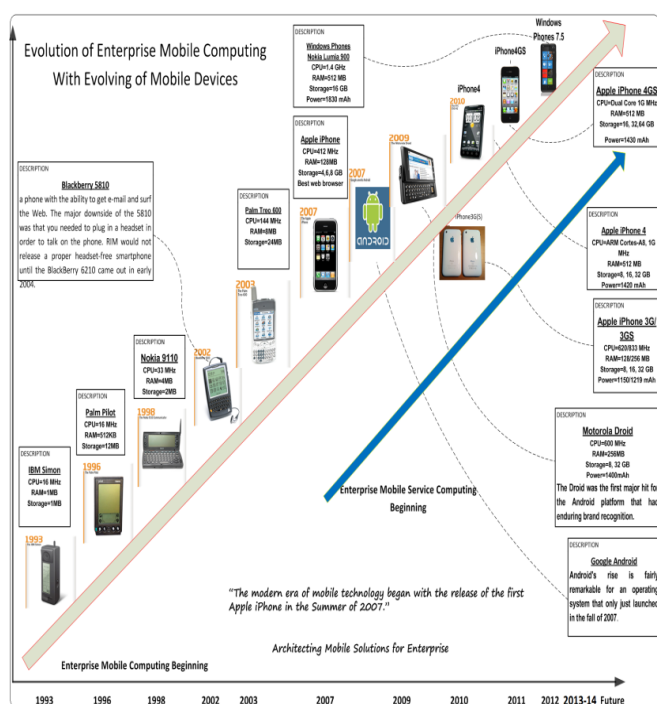 Evolution of Enterprise Mobile Computing
With Evolving of Mobile Devices
DESCRIPTION
Windows Phones
Nokia Lumia 900
CPU=1.4 GHz
RAM=512 MB
Storage=16 GB
Power=1830 mAh
Windows
Phones 7.5
iPhone4GS
iPhone4
2010
DESCRIPTION
Apple iPhone 4GS
CPU=Dual Core 1G MHz
RAM=512 MB
Storage=16, 32,64 GB
Power=1430 mAh
DESCRIPTION
Apple iPhone
CPU=412 MHz
RAM=128MB
Storage=4,6,8 GB
Best web browser
2009
2007
ANDROID
DESCRIPTION
Blackberry 5810
a phone with the ability to get e-mail and surf
the Web. The major downside of the 5810
was that you needed to plug in a headset in
order to talk on the phone. RIM would not
release a proper headset-free smartphone
until the BlackBerry 6210 came out in early
2004.
DESCRIPTION
Palm Treo 600
CPU=144 MHz
RAM=8MB
Storage=24MB
2007
iPhone3G(S)
DESCRIPTION
Apple iPhone 4
CPU=ARM Cortes-A8, 1G
MHz
RAM=512 MB
Storage=8, 16, 32 GB
Power=1420 mAh
2003
DESCRIPTION
Apple iPhone 3G/
3GS
CPU=620/833 MHz
RAM=128/256 MB
Storage=8, 16, 32 GB
Power=1150/1219 mAh
DESCRIPTION
Nokia 9110
CPU=33 MHz
RAM=4MB
Storage=2MB
2002
DESCRIPTION
Palm Pilot
CPU=16 MHz
RAM=512KB
Storage=12MB
1998
DESCRIPTION
Motorola Droid
CPU=600 MHz
RAM=256MB
Storage=8, 32 GB
Power=1400mAh
The Droid was the first major hit for
the Android platform that had
enduring brand recognition.
DESCRIPTION
IBM Simon
CPU=16 MHz
RAM=1MB
Storage=1MB
1996
1993
Enterprise Mobile Service Computing
Beginning
DESCRIPTION
Google Android
Android's rise is fairly
remarkable for an operating
system that only just launched
in the fall of 2007.
"The modern era of mobile technology began with the release of the first
Apple iPhone in the Summer of 2007."
Architecting Mobile Solutions for Enterprise
Enterprise Mobile Computing Beginning
1993 1996 1998 2002 2003 2007 2009 2010 2011 2012 2013-14 Future